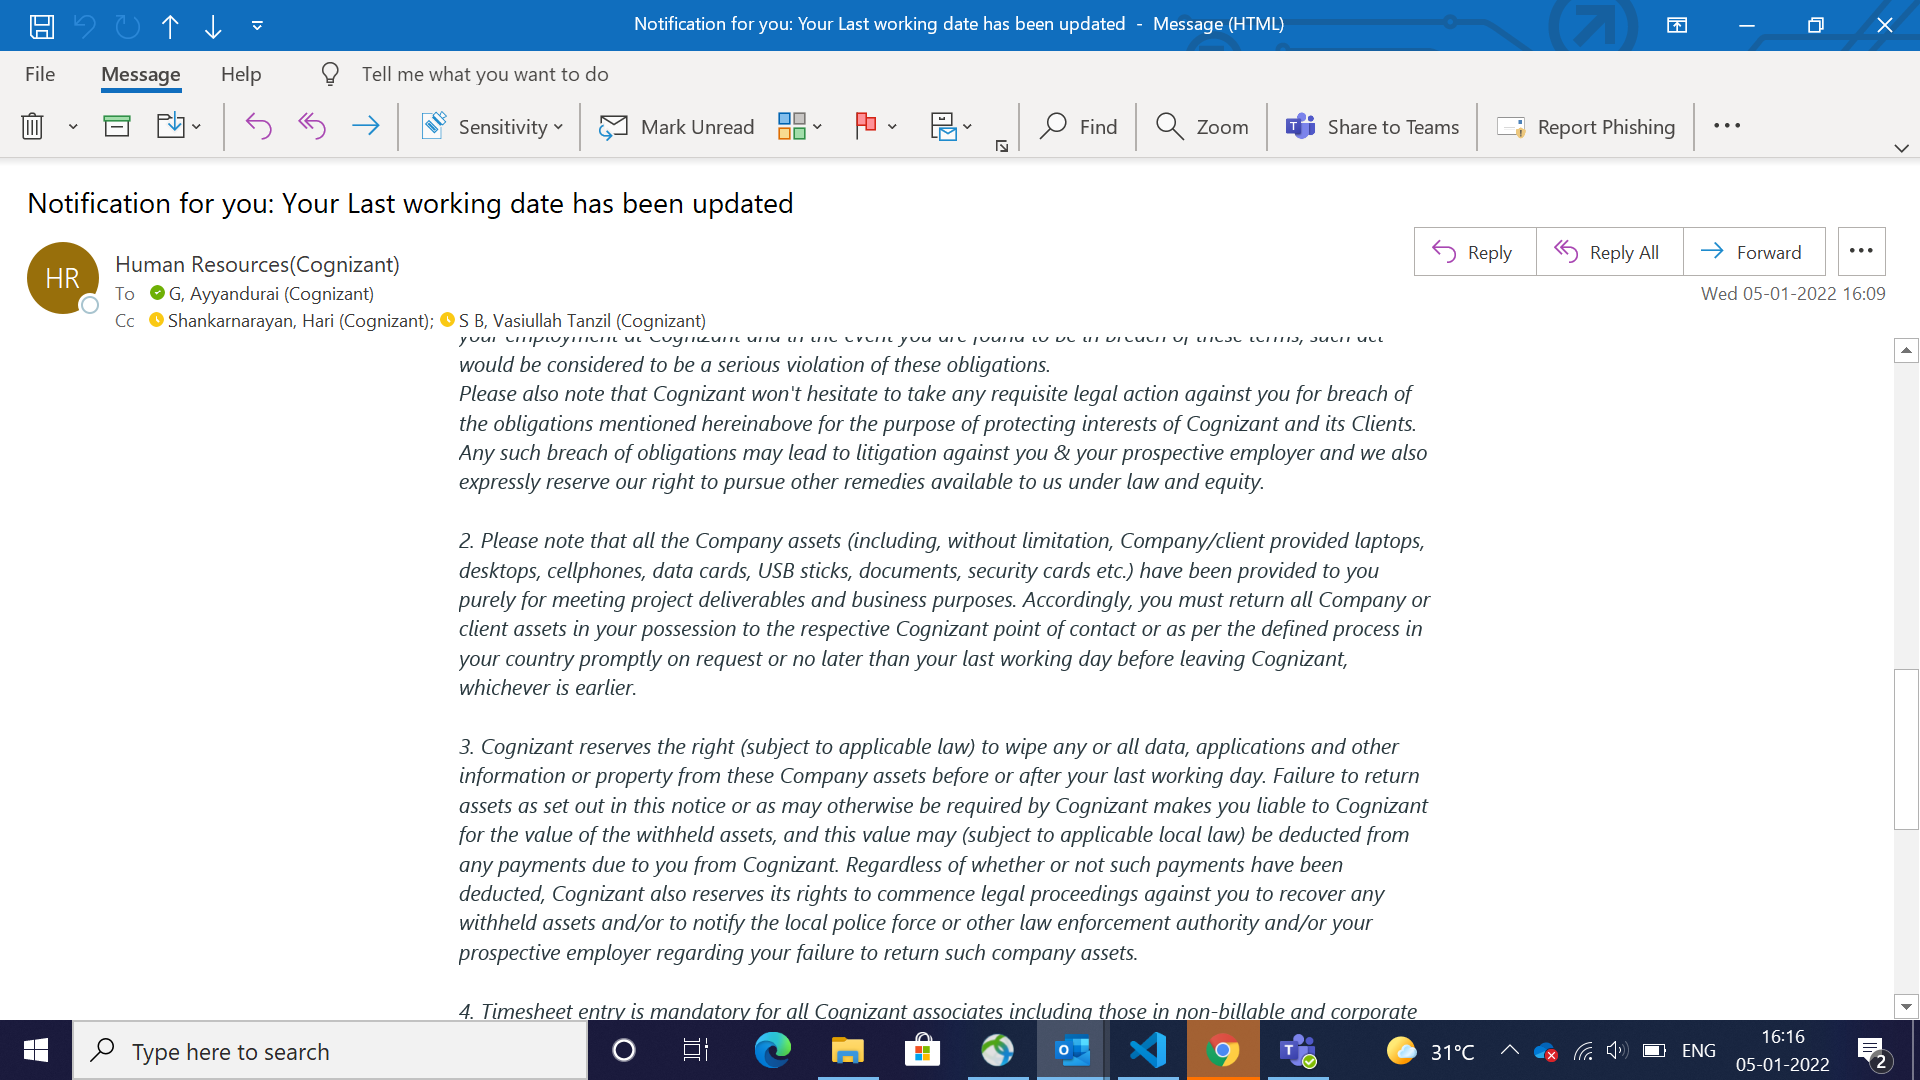 Notification for you: Your Last working date has been updated - Message (HTML)
File Message Help Tell me what you want to do
Sensitivity Mark Unread Find Zoom Share to Teams Report Phishing
Notification for you: Your Last working date has been updated
HR
Human Resources(Cognizant)
To G, Ayyandurai (Cognizant)
Cc Shankarnarayan, Hari (Cognizant); S B, Vasiullah Tanzil (Cognizant)
Reply Reply All Forward
Wed 05-01-2022 16:09
your employment at Cognizant and in the event you are found to be in breach of these terms, such act
would be considered to be a serious violation of these obligations.
Please also note that Cognizant won't hesitate to take any requisite legal action against you for breach of
the obligations mentioned hereinabove for the purpose of protecting interests of Cognizant and its Clients.
Any such breach of obligations may lead to litigation against you & your prospective employer and we also
expressly reserve our right to pursue other remedies available to us under law and equity.
2. Please note that all the Company assets (including, without limitation, Company/client provided laptops,
desktops, cellphones, data cards, USB sticks, documents, security cards etc.) have been provided to you
purely for meeting project deliverables and business purposes. Accordingly, you must return all Company or
client assets in your possession to the respective Cognizant point of contact or as per the defined process in
your country promptly on request or no later than your last working day before leaving Cognizant,
whichever is earlier.
3. Cognizant reserves the right (subject to applicable law) to wipe any or all data, applications and other
information or property from these Company assets before or after your last working day. Failure to return
assets as set out in this notice or as may otherwise be required by Cognizant makes you liable to Cognizant
for the value of the withheld assets, and this value may (subject to applicable local law) be deducted from
any payments due to you from Cognizant. Regardless of whether or not such payments have been
deducted, Cognizant also reserves its rights to commence legal proceedings against you to recover any
withheld assets and/or to notify the local police force or other law enforcement authority and/or your
prospective employer regarding your failure to return such company assets.
4. Timesheet entry is mandatory for all Cognizant associates including those in non-billable and corporate
Type here to search
31°C
ENG
16:16
05-01-2022
2